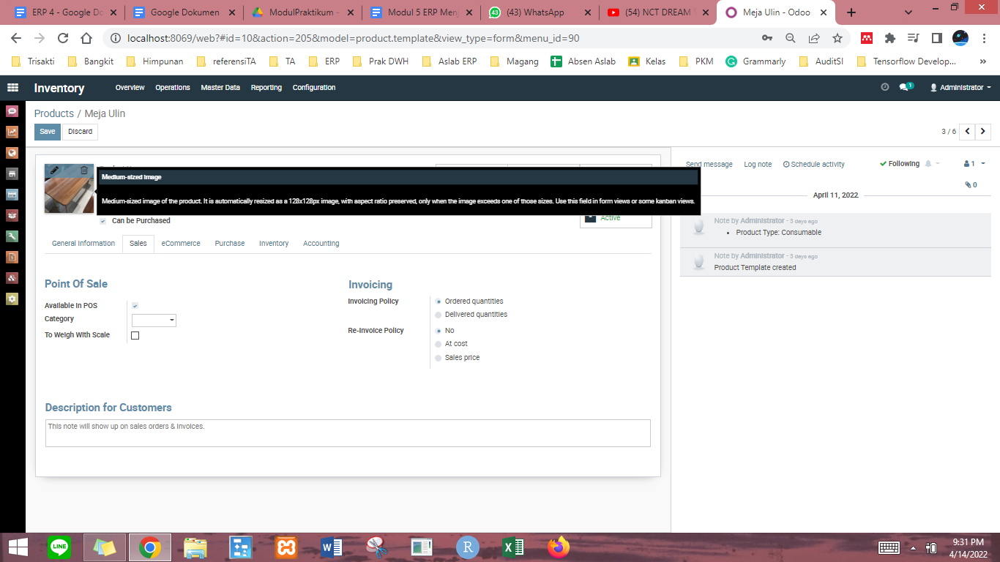 ERP 4 - Google Do
Google Dokumen
ModulPraktikum -
Modul 5 ERP Menj
(43) WhatsApp
(54) NCT DREAM
Meja Ulin - Odoo
localhost:8069/web?#id=10&action=205&model=product.template&view_type=form&menu_id=90
Trisakti
Bangkit
Himpunan
referensiTA
TA
ERP
Prak DWH
Aslab ERP
Magang
Absen Aslab
Kelas
PKM
Grammarly
AuditSI
Tensorflow Develop...
Inventory
Overview
Operations
Master Data
Reporting
Configuration
1
Administrator
Products / Meja Ulin
Save
Discard
3 / 6
Send message
Log note
Schedule activity
Following
1
0
Medium-sized image
Medium-sized image of the product. It is automatically resized as a 128x128px image, with aspect ratio preserved, only when the image exceeds one of those sizes. Use this field in form views or some kanban views.
Can be Purchased
Active
April 11, 2022
Note by Administrator - 3 days ago
Product Type: Consumable
Note by Administrator - 3 days ago
Product Template created
General Information
Sales
eCommerce
Purchase
Inventory
Accounting
Point Of Sale
Available in POS
Category
To Weigh With Scale
Invoicing
Invoicing Policy
Ordered quantities
Delivered quantities
Re-Invoice Policy
No
At cost
Sales price
Description for Customers
This note will show up on sales orders & invoices.
LINE
R
9:31 PM
4/14/2022